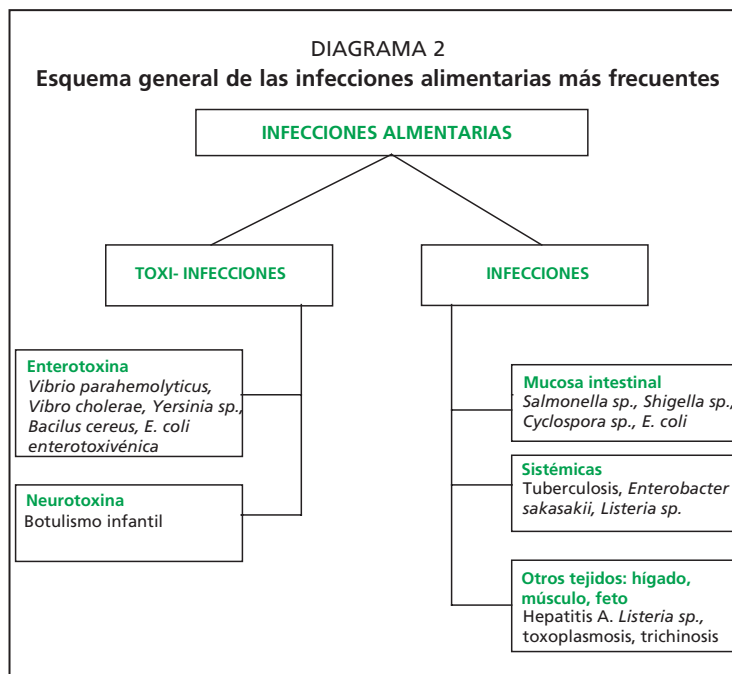 DIAGRAMA 2
Esquema general de las infecciones alimentarias más frecuentes
INFECCIONES ALMENTARIAS
TOXI- INFECCIONES
INFECCIONES
Enterotoxina
Vibrio parahemolyticus,
Vibro cholerae, Yersinia sp.,
Bacilus cereus, E. coli
enterotoxivénica
Neurotoxina
Botulismo infantil
Mucosa intestinal
Salmonella sp., Shigella sp.,
Cyclospora sp., E. coli
Sistémicas
Tuberculosis, Enterobacter
sakasakii, Listeria sp.
Otros tejidos: hígado,
músculo, feto
Hepatitis A. Listeria sp.,
toxoplasmosis, trichinosis